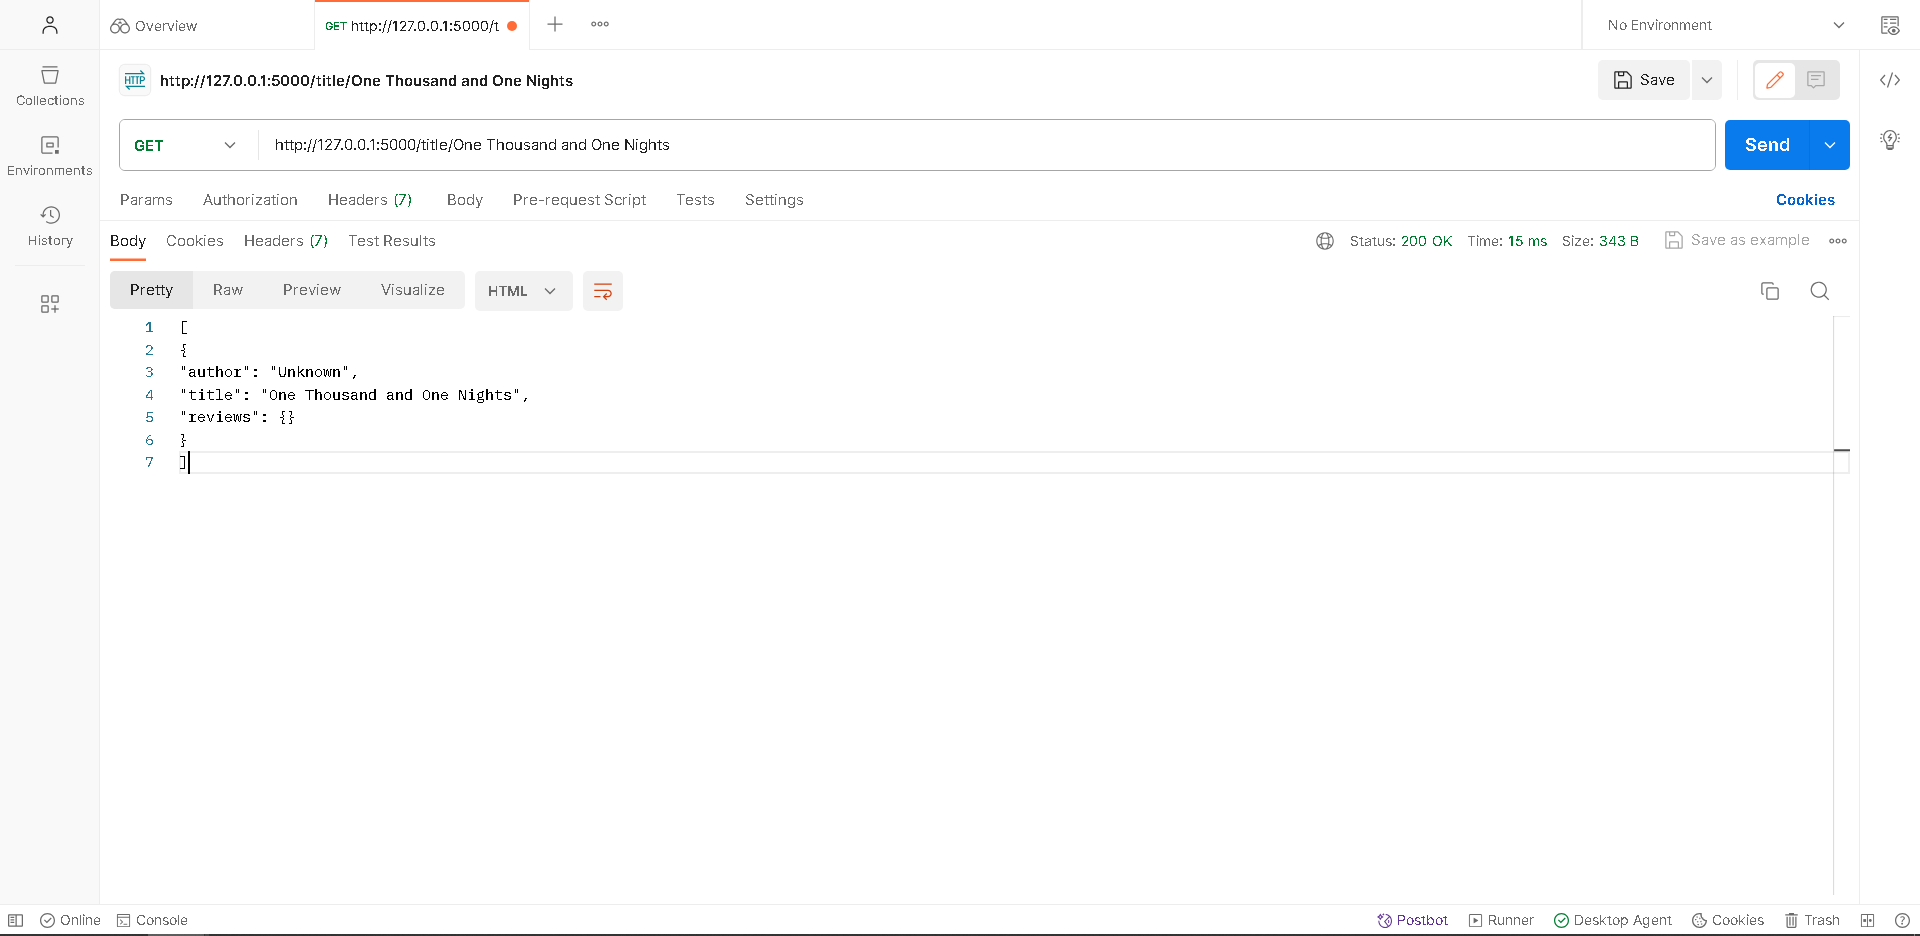 Overview
GET http://127.0.0.1:5000/t
No Environment
Collections
Environments
History
HTTP http://127.0.0.1:5000/title/One Thousand and One Nights
Save
GET http://127.0.0.1:5000/title/One Thousand and One Nights
Send
Params Authorization Headers (7) Body Pre-request Script Tests Settings
Cookies
Body Cookies Headers (7) Test Results
Status: 200 OK Time: 15 ms Size: 343 B Save as example
Pretty Raw Preview Visualize HTML
1 [
2 {
3 "author": "Unknown",
4 "title": "One Thousand and One Nights",
5 "reviews": {}
6 }
7 ]
Online Console
Postbot Runner Desktop Agent Cookies Trash